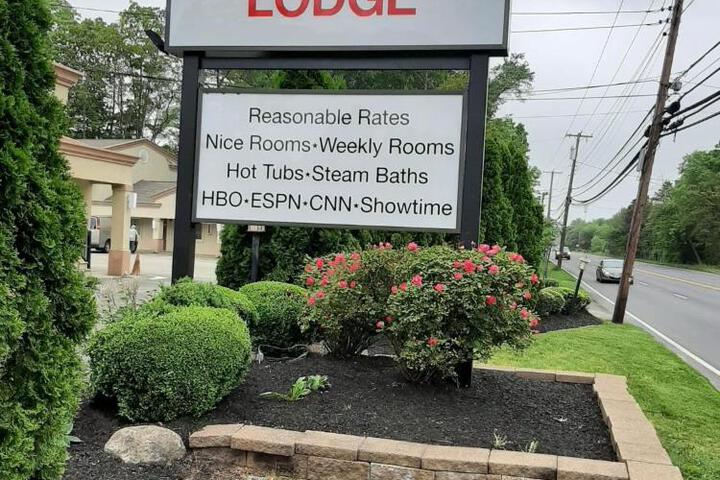 LODGE
Reasonable Rates
Nice Rooms•Weekly Rooms
Hot Tubs•Steam Baths
HBO•ESPN•CNN•Showtime